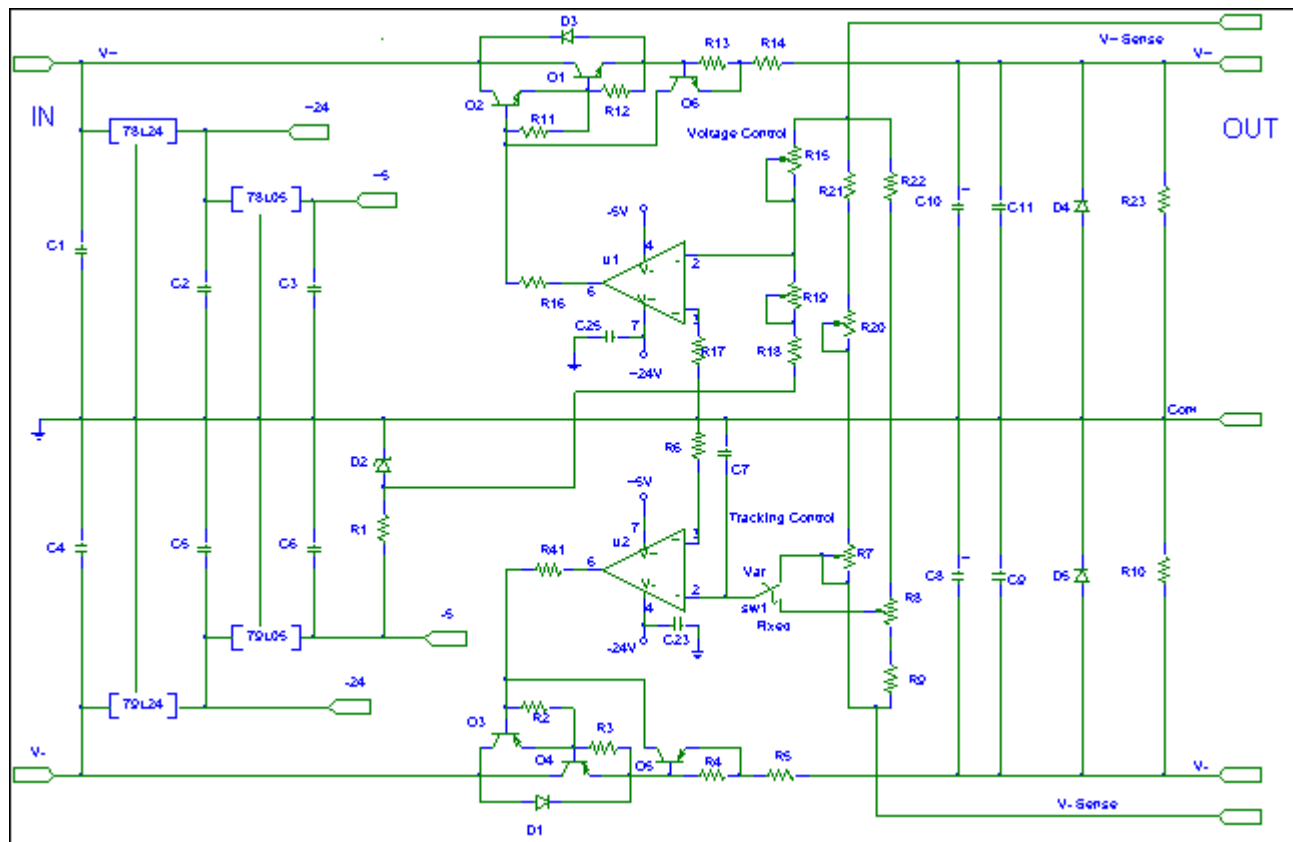 D3
V-
V-Sense
R13
R14
V-
O1
O2
R12
O6
IN
R11
-24
78L24
Voltage Control
OUT
R15
-5
78L05
R21
R22
R23
C10
C11
D4
C1
-5V
4
u1
2
C2
C3
V-
6
R16
R19
V-
3
C25
7
R20
R17
R18
-24V
Com
R6
D2
C7
-5V
R1
7
Tracking Control
C4
C5
C6
u2
V-
3
R41
R7
6
Var
C8
C9
D5
R10
V-
2
R8
4
sw1
Fixed
-5
79L05
C23
-24V
R9
-24
79L24
R2
O3
R3
V-
O4
O5
R4
R5
V-
V-Sense
D1